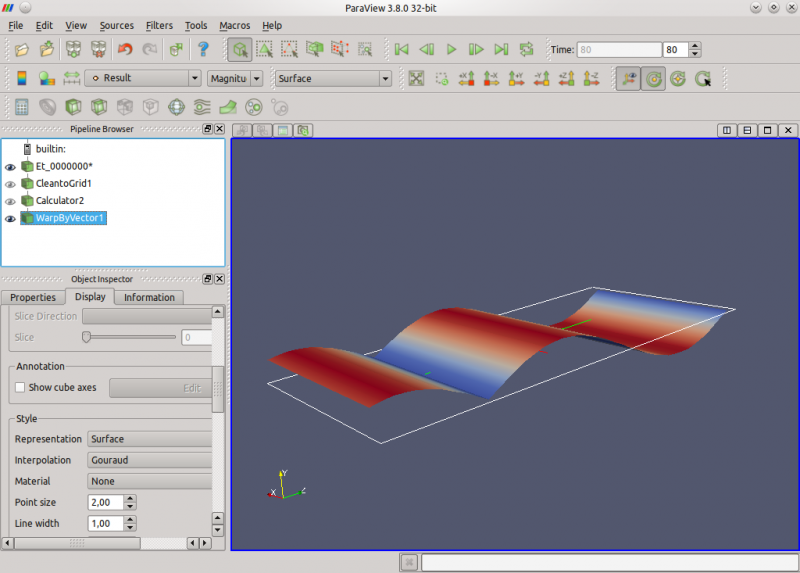 ParaView 3.8.0 32-bit
File Edit View Sources Filters Tools Macros Help
Time: 80 80
Result Magnitu Surface
+X -X +Y -Y +Z -Z
Pipeline Browser
builtin:
Et_0000000*
CleantoGrid1
Calculator2
WarpByVector1
Object Inspector
Properties Display Information
Slice Direction
Slice 0
Annotation
Show cube axes Edit
Style
Representation Surface
Interpolation Gouraud
Material None
Point size 2,00
Line width 1,00
Y
X Z